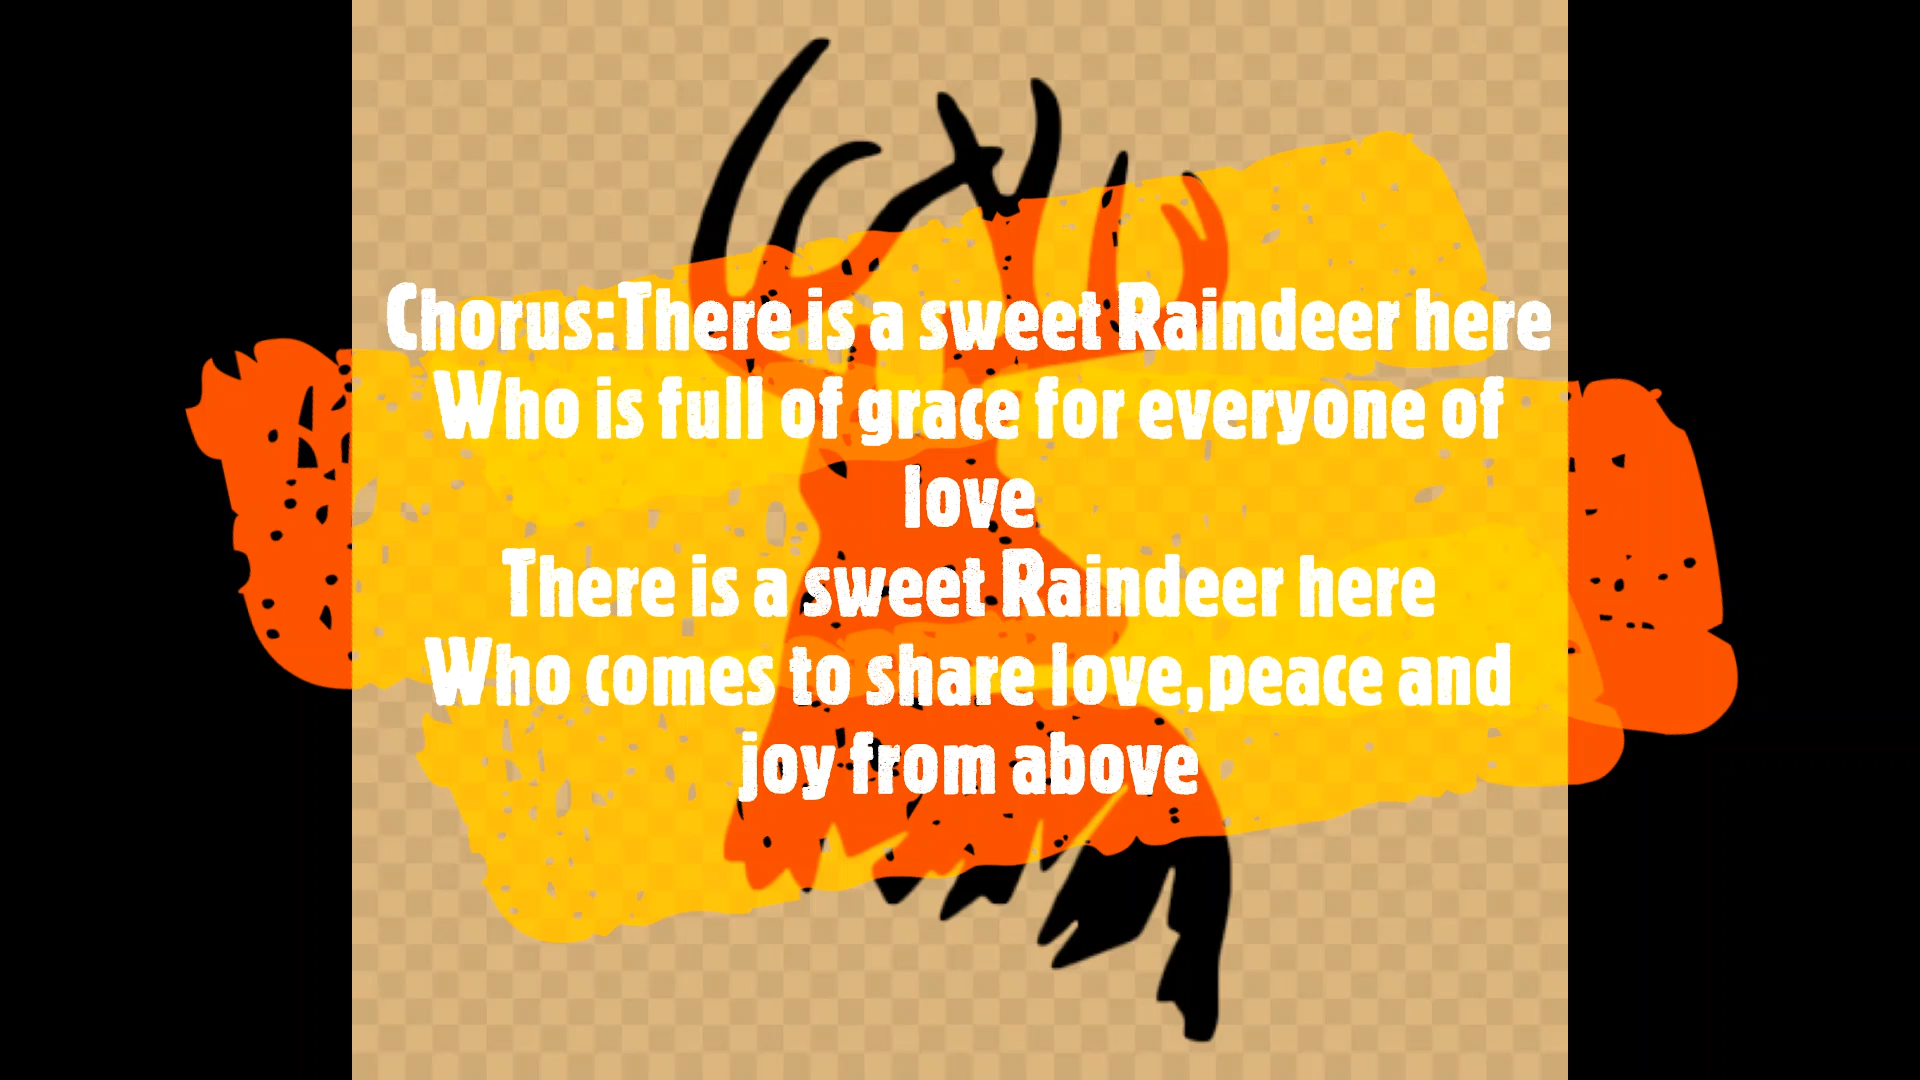 Chorus:There is a sweet Raindeer here
Who is full of grace for everyone of
love
There is a sweet Raindeer here
Who comes to share love,peace and
joy from above